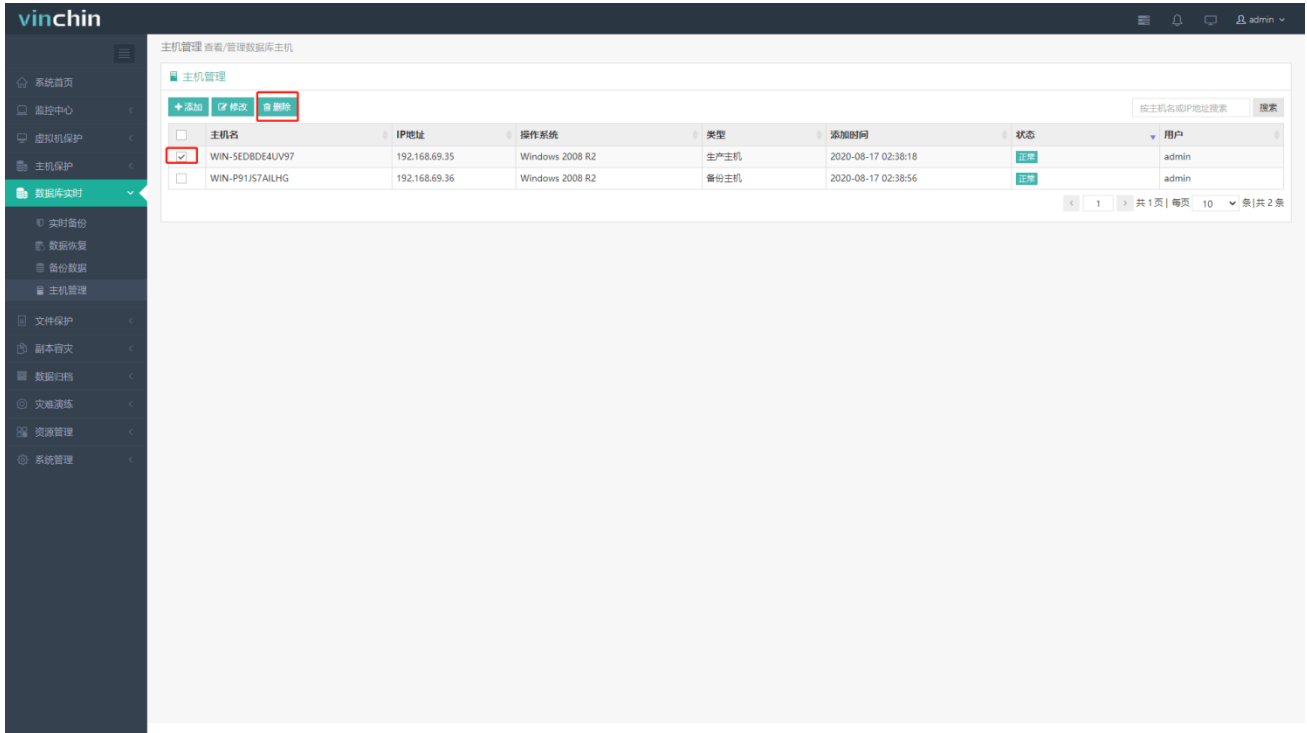 vinchin
admin
主机管理 查看/管理数据库主机
系统首页
监控中心
虚拟机保护
主机保护
数据库实时
实时备份
数据恢复
备份数据
主机管理
文件保护
副本容灾
数据归档
灾难演练
资源管理
系统管理
主机管理
添加 修改 删除
按主机名或IP地址搜索 搜索
主机名 IP地址 操作系统 类型 添加时间 状态 用户
WIN-5EDBDE4UV97 192.168.69.35 Windows 2008 R2 生产主机 2020-08-17 02:38:18 正常 admin
WIN-P91JS7AILHG 192.168.69.36 Windows 2008 R2 备份主机 2020-08-17 02:38:56 正常 admin
1 共1页| 每页 10 条|共2条